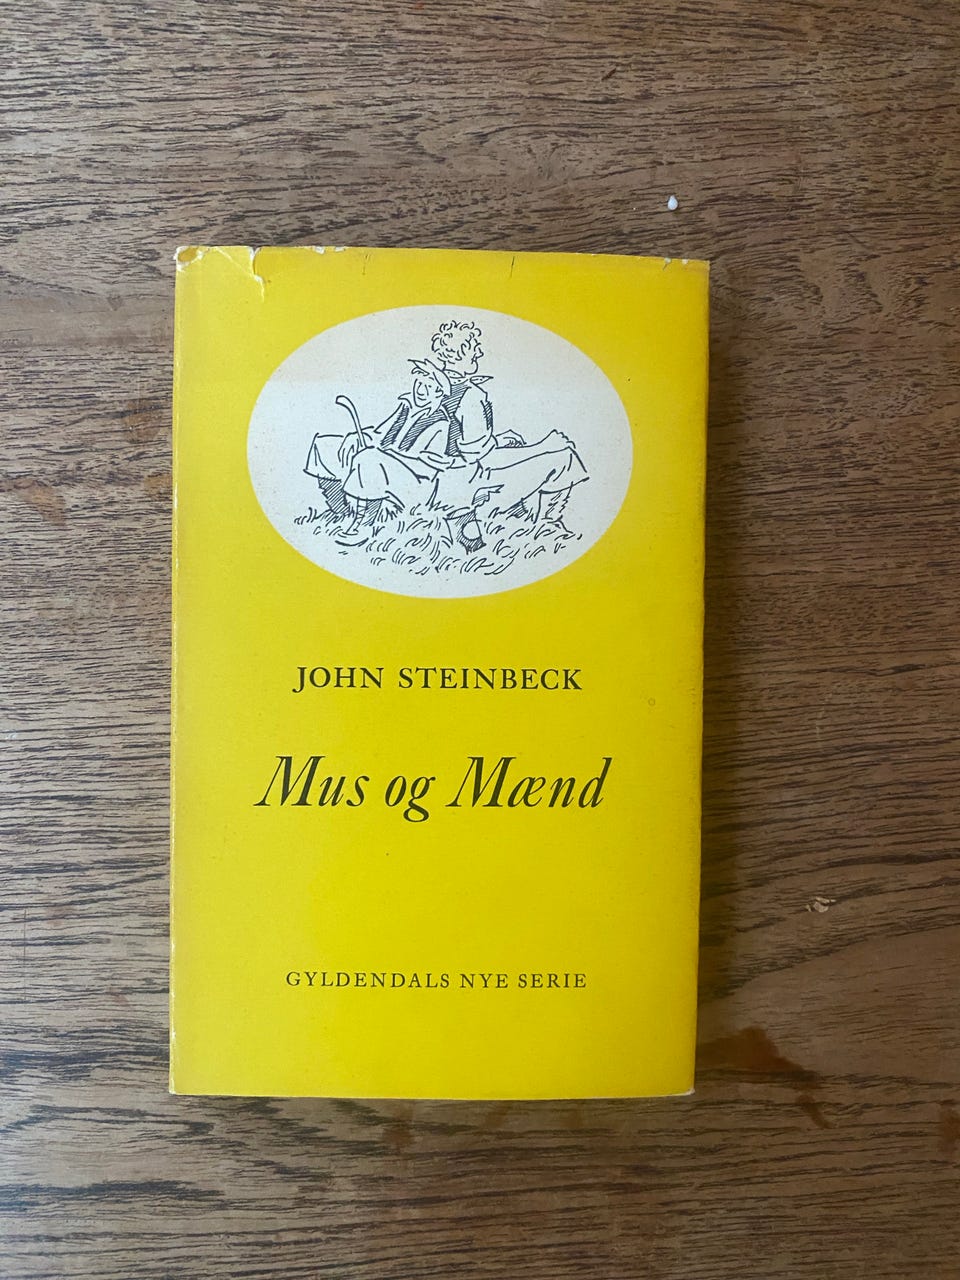 JOHN STEINBECK
Mus og Mænd
GYLDENDALS NYE SERIE